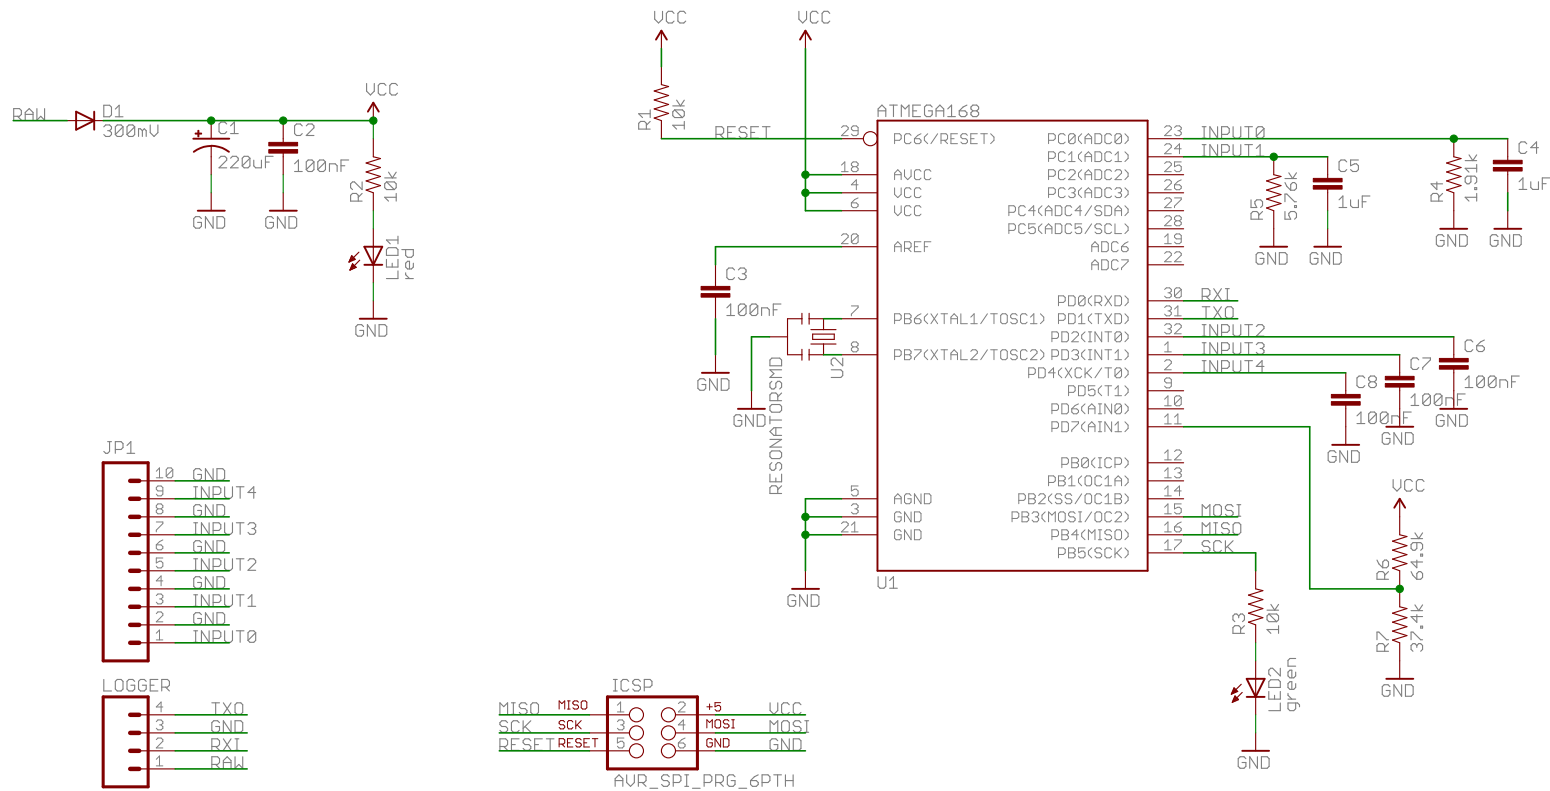 VCC
VCC
VCC
RAW
D1
300mV
C1
220uF
C2
100nF
GND
GND
R2
10k
LED1
red
GND
R1
10k
RESET
ATMEGA168
29 PC6(/RESET)
18 AVCC
4 VCC
6 VCC
20 AREF
7 PB6(XTAL1/TOSC1)
8 PB7(XTAL2/TOSC2)
5 AGND
3 GND
21 GND
PC0(ADC0) 23 INPUT0
PC1(ADC1) 24 INPUT1
PC2(ADC2) 25
PC3(ADC3) 26
PC4(ADC4/SDA) 27
PC5(ADC5/SCL) 28
ADC6 19
ADC7 22
PD0(RXD) 30 RXI
PD1(TXD) 31 TXO
PD2(INT0) 32 INPUT2
PD3(INT1) 1 INPUT3
PD4(XCK/T0) 2 INPUT4
PD5(T1) 9
PD6(AIN0) 10
PD7(AIN1) 11
PB0(ICP) 12
PB1(OC1A) 13
PB2(SS/OC1B) 14
PB3(MOSI/OC2) 15 MOSI
PB4(MISO) 16 MISO
PB5(SCK) 17 SCK
U1
C3
100nF
GND
U2
RESONATORSMD
GND
GND
R5
5.76k
GND
C5
1uF
GND
R4
1.91k
GND
C4
1uF
GND
C6
100nF
GND
C7
100nF
GND
C8
100nF
GND
VCC
R6
64.9k
R7
37.4k
GND
R3
10k
LED2
green
GND
JP1
10 GND
9 INPUT4
8 GND
7 INPUT3
6 GND
5 INPUT2
4 GND
3 INPUT1
2 GND
1 INPUT0
LOGGER
4 TXO
3 GND
2 RXI
1 RAW
ICSP
MISO MISO 1 2 +5 VCC
SCK SCK 3 4 MOSI MOSI
RESET RESET 5 6 GND GND
AVR_SPI_PRG_6PTH